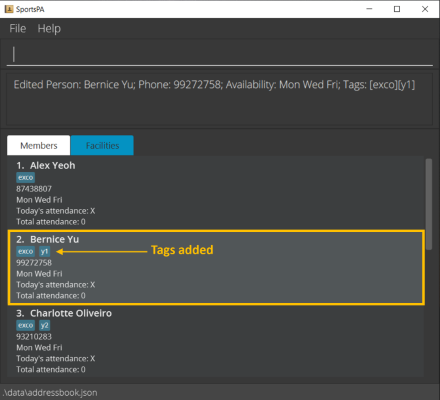 SportsPA
File Help
Edited Person: Bernice Yu; Phone: 99272758; Availability: Mon Wed Fri; Tags: [exco][y1]
Members Facilities
1. Alex Yeoh
exco
87438807
Mon Wed Fri
Today's attendance: X
Total attendance: 0
2. Bernice Yu
exco y1 Tags added
99272758
Mon Wed Fri
Today's attendance: X
Total attendance: 0
3. Charlotte Oliveiro
exco y2
93210283
Mon Wed Fri
Today's attendance: X
Total attendance: 0
.\data\addressbook.json